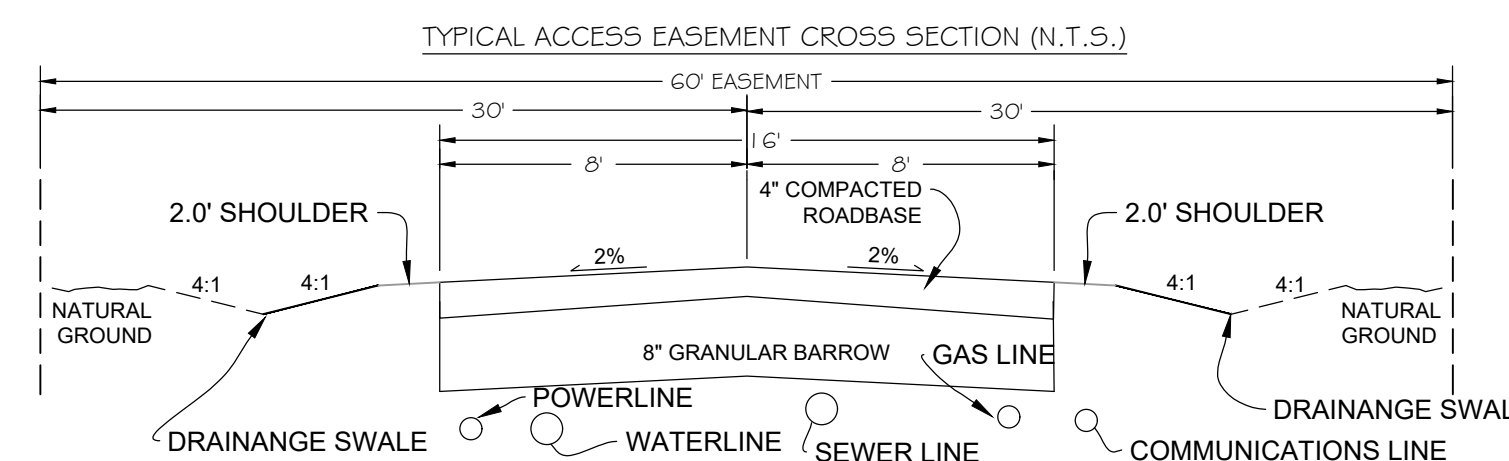 TYPICAL ACCESS EASEMENT CROSS SECTION (N.T.S.)
60' EASEMENT
30'
30'
16'
8'
8'
4" COMPACTED
ROADBASE
2.0' SHOULDER
2.0' SHOULDER
2%
2%
4:1
4:1
4:1
4:1
NATURAL
GROUND
NATURAL
GROUND
8" GRANULAR BARROW
GAS LINE
POWERLINE
DRAINANGE SWAL
DRAINANGE SWALE
WATERLINE
SEWER LINE
COMMUNICATIONS LINE